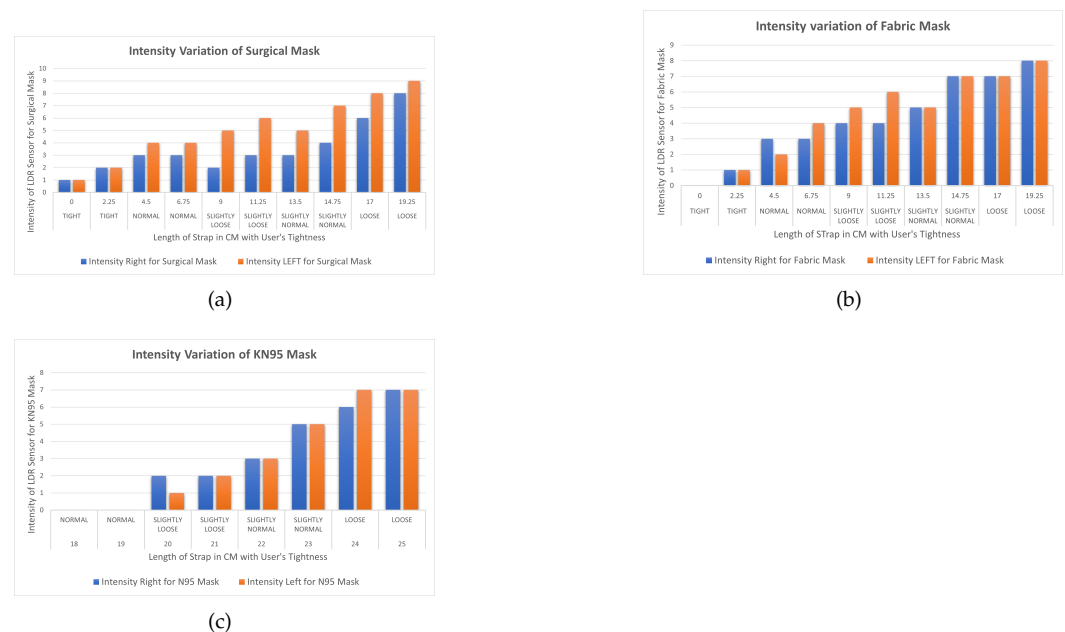 Intensity Variation of Surgical Mask
Intensity of LDR Sensor for Surgical Mask
10
9
8
7
6
5
4
3
2
1
0
0 2.25 4.5 6.75 9 11.25 13.5 14.75 17 19.25
TIGHT TIGHT NORMAL NORMAL SLIGHTLY SLIGHTLY SLIGHTLY SLIGHTLY LOOSE LOOSE
LOOSE LOOSE NORMAL NORMAL
Length of Strap in CM with User's Tightness
Intensity Right for Surgical Mask Intensity LEFT for Surgical Mask
(a)
Intensity variation of Fabric Mask
Intensity of LDR Sensor for Fabric Mask
9
8
7
6
5
4
3
2
1
0
0 2.25 4.5 6.75 9 11.25 13.5 14.75 17 19.25
TIGHT TIGHT NORMAL NORMAL SLIGHTLY SLIGHTLY SLIGHTLY SLIGHTLY LOOSE LOOSE
LOOSE LOOSE NORMAL NORMAL
Length of STrap in CM with User's Tightness
Intensity Right for Fabric Mask Intensity LEFT for Fabric Mask
(b)
Intensity Variation of KN95 Mask
Intensity of LDR Sensor for KN95 Mask
8
7
6
5
4
3
2
1
0
NORMAL NORMAL SLIGHTLY SLIGHTLY SLIGHTLY SLIGHTLY LOOSE LOOSE
LOOSE LOOSE NORMAL NORMAL
18 19 20 21 22 23 24 25
Length of Strap in CM with User's Tightness
Intensity Right for N95 Mask Intensity Left for N95 Mask
(c)